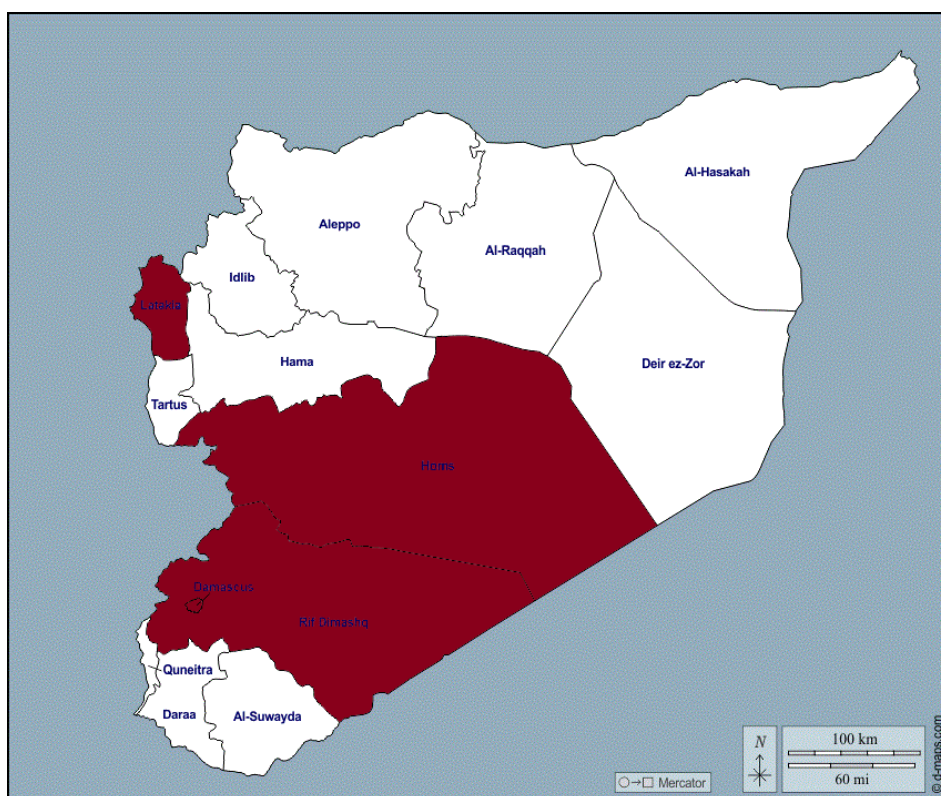 Al-Hasakah
Aleppo
Al-Raqqah
Idlib
Latakia
Hama
Deir ez-Zor
Tartus
Homs
Damascus
Rif Dimashq
Quneitra
Daraa
Al-Suwayda
N
100 km
60 mi
Mercator
© d-maps.com